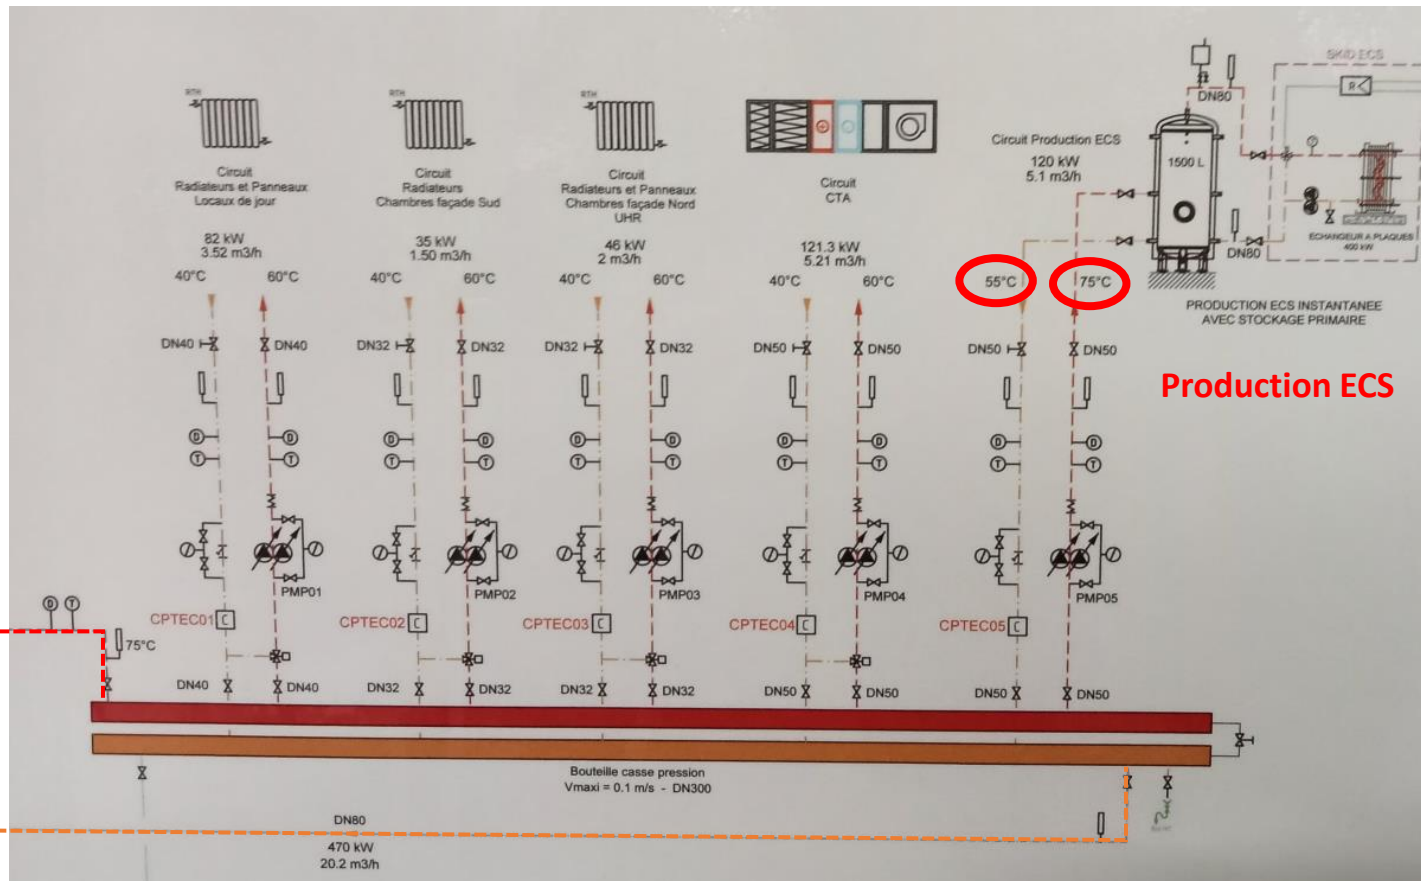 SKID ECS
DN80
R
RTH
RTH
RTH
Circuit
Radiateurs et Panneaux
Locaux de jour
82 kW
3.52 m3/h
40°C
60°C
Circuit
Radiateurs
Chambres façade Sud
35 kW
1.50 m3/h
40°C
60°C
Circuit
Radiateurs et Panneaux
Chambres façade Nord
UHR
46 kW
2 m3/h
40°C
60°C
Circuit
CTA
121.3 kW
5.21 m3/h
40°C
60°C
Circuit Production ECS
120 kW
5.1 m3/h
55°C
75°C
1500 L
T
ECHANGEUR A PLAQUES
400 kW
DN80
PRODUCTION ECS INSTANTANEE
AVEC STOCKAGE PRIMAIRE
Production ECS
DN40
DN40
DN32
DN32
DN32
DN32
DN50
DN50
DN50
DN50
D
D
D
D
D
D
D
D
D
D
T
T
T
T
T
T
T
T
T
T
PMP01
PMP02
PMP03
PMP04
PMP05
D
T
CPTEC01 C
CPTEC02 C
CPTEC03 C
CPTEC04 C
CPTEC05 C
75°C
DN40
DN40
DN32
DN32
DN32
DN32
DN50
DN50
DN50
DN50
Bouteille casse pression
Vmaxi = 0.1 m/s - DN300
DN80
470 kW
20.2 m3/h